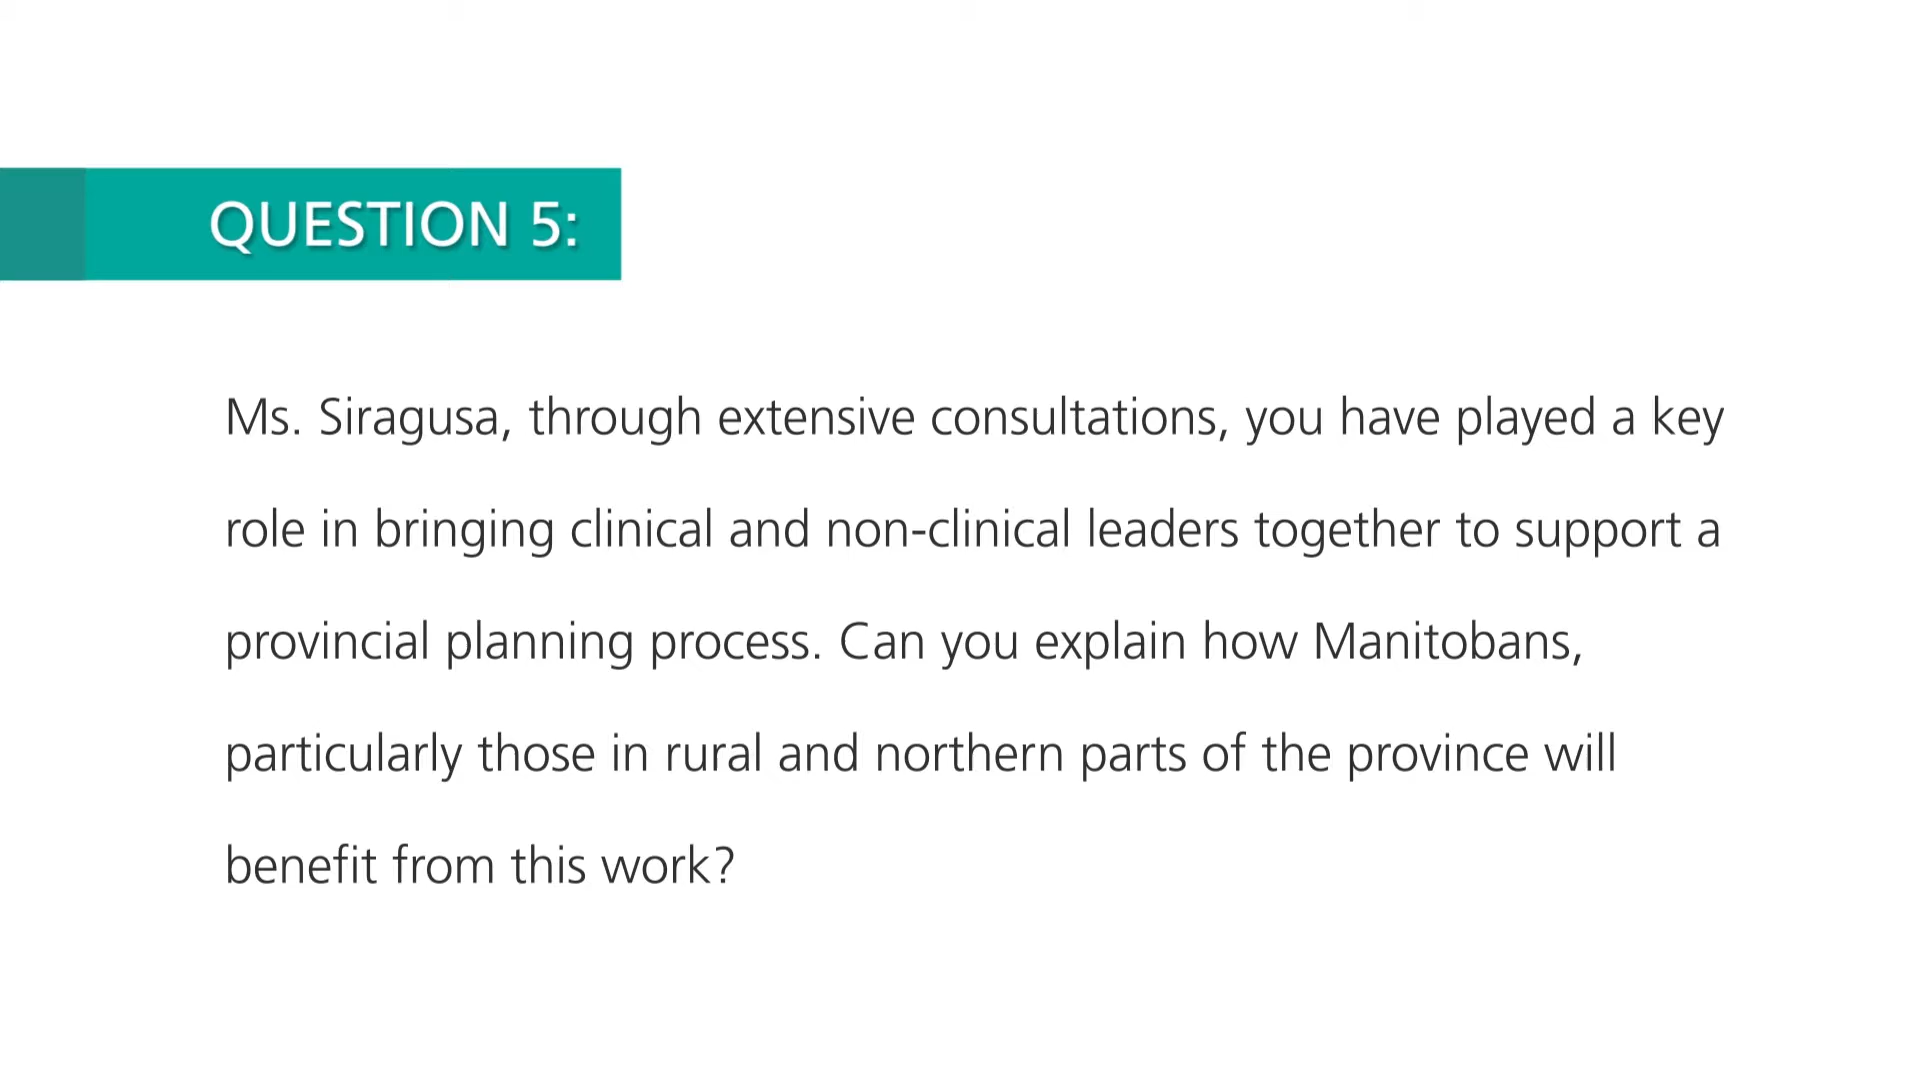 QUESTION 5:
Ms. Siragusa, through extensive consultations, you have played a key
role in bringing clinical and non-clinical leaders together to support a
provincial planning process. Can you explain how Manitobans,
particularly those in rural and northern parts of the province will
benefit from this work?